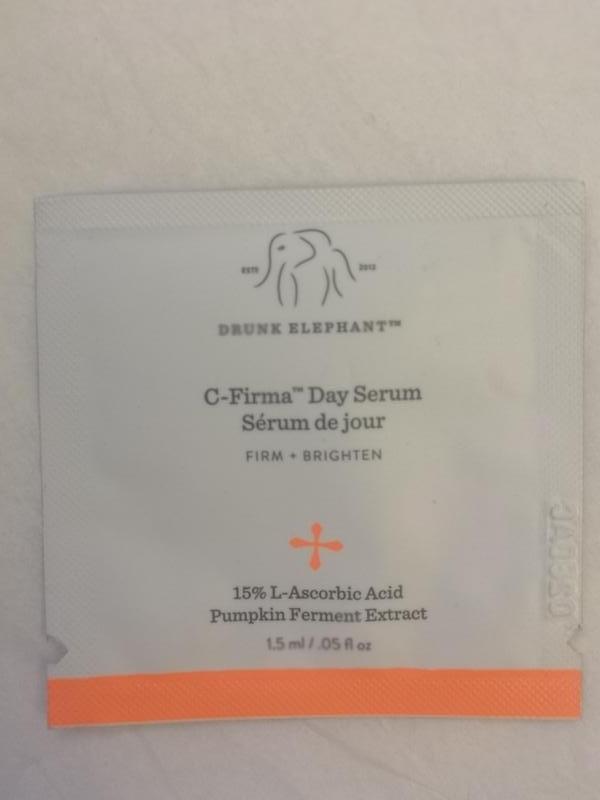 ESTD 2012
DRUNK ELEPHANT™
C-Firma™ Day Serum
Sérum de jour
FIRM + BRIGHTEN
15% L-Ascorbic Acid
Pumpkin Ferment Extract
1.5 ml / .05 fl oz